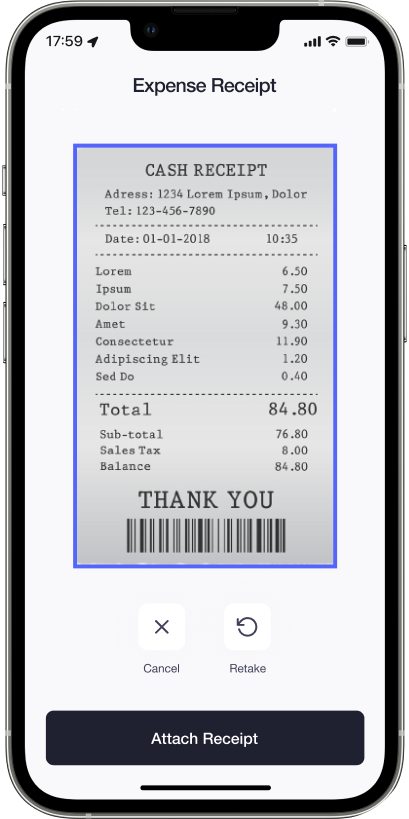 17:59
Expense Receipt
CASH RECEIPT
Adress: 1234 Lorem Ipsum, Dolor
Tel: 123-456-7890
Date: 01-01-2018 10:35
Lorem 6.50
Ipsum 7.50
Dolor Sit 48.00
Amet 9.30
Consectetur 11.90
Adipiscing Elit 1.20
Sed Do 0.40
Total 84.80
Sub-total 76.80
Sales Tax 8.00
Balance 84.80
THANK YOU
Cancel Retake
Attach Receipt